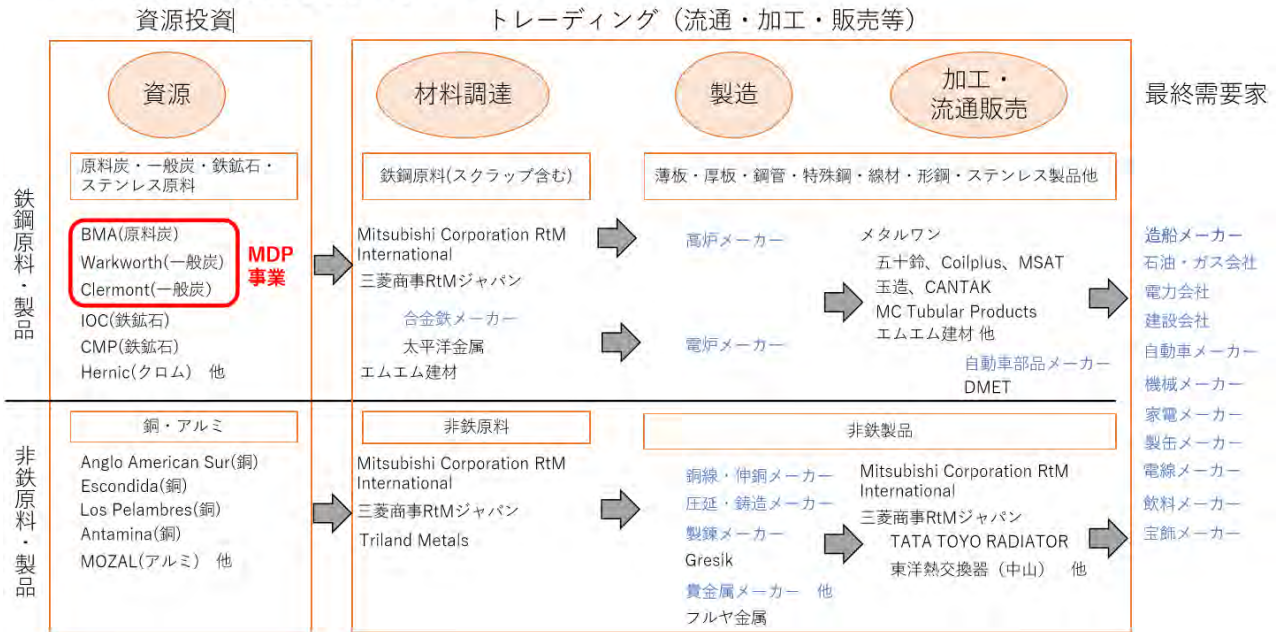 資源投資
トレーディング（流通・加工・販売等）
資源
材料調達
製造
加工・
流通販売
最終需要家
鉄鋼原料・製品
原料炭・一般炭・鉄鉱石・
ステンレス原料
BMA(原料炭)
Warkworth(一般炭)
Clermont(一般炭)
MDP
事業
IOC(鉄鉱石)
CMP(鉄鉱石)
Hernic(クロム)　他
鉄鋼原料(スクラップ含む)
Mitsubishi Corporation RtM
International
三菱商事RtMジャパン
合金鉄メーカー
太平洋金属
エムエム建材
薄板・厚板・鋼管・特殊鋼・線材・形鋼・ステンレス製品他
高炉メーカー
電炉メーカー
メタルワン
五十鈴、Coilplus、MSAT
玉造、CANTAK
MC Tubular Products
エムエム建材 他
自動車部品メーカー
DMET
非鉄原料・製品
銅・アルミ
Anglo American Sur(銅)
Escondida(銅)
Los Pelambres(銅)
Antamina(銅)
MOZAL(アルミ)　他
非鉄原料
Mitsubishi Corporation RtM
International
三菱商事RtMジャパン
Triland Metals
非鉄製品
銅線・伸銅メーカー
圧延・鋳造メーカー
製錬メーカー
Gresik
貴金属メーカー　他
フルヤ金属
Mitsubishi Corporation RtM
International
三菱商事RtMジャパン
TATA TOYO RADIATOR
東洋熱交換器（中山）　他
造船メーカー
石油・ガス会社
電力会社
建設会社
自動車メーカー
機械メーカー
家電メーカー
製缶メーカー
電線メーカー
飲料メーカー
宝飾メーカー